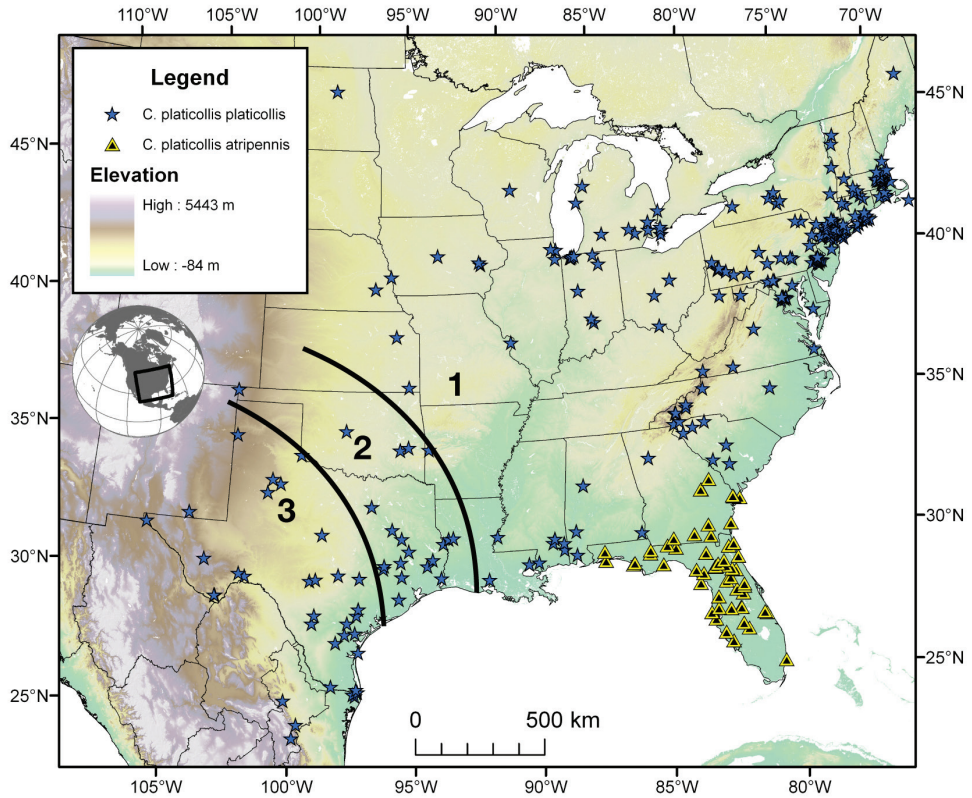 110°W 105°W 100°W 95°W 90°W 85°W 80°W 75°W 70°W
Legend
C. platicollis platicollis
C. platicollis atripennis
Elevation
High : 5443 m
Low : -84 m
45°N 45°N
40°N 40°N
1
35°N 35°N
2
3
30°N 30°N
25°N 25°N
0 500 km
105°W 100°W 95°W 90°W 85°W 80°W